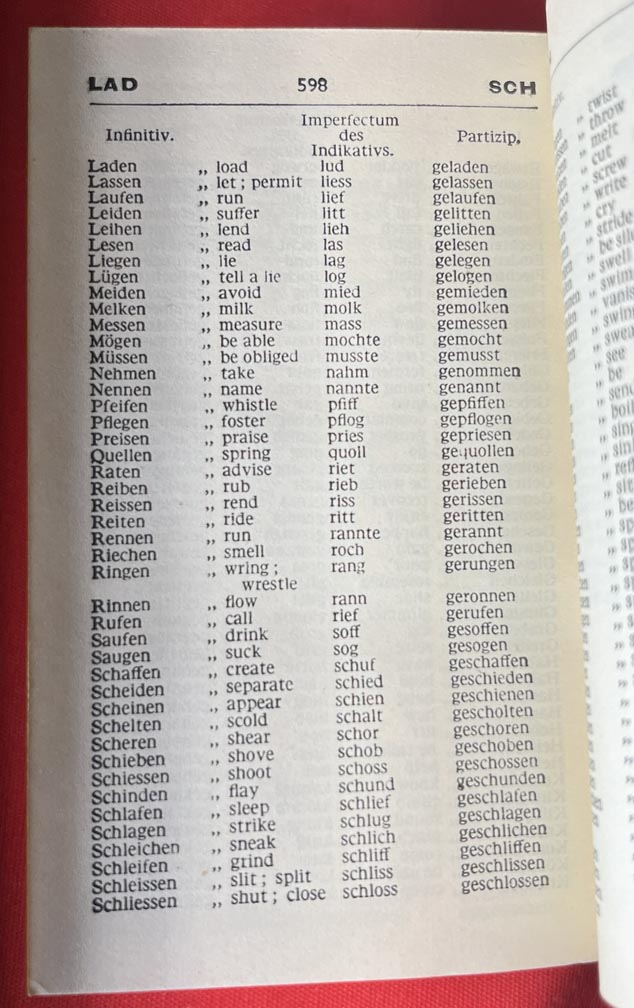 LAD 598 SCH
Infinitiv. Imperfectum des Indikativs. Partizip,
Laden ,, load lud geladen
Lassen ,, let ; permit liess gelassen
Laufen ,, run lief gelaufen
Leiden ,, suffer litt gelitten
Leihen ,, lend lieh geliehen
Lesen ,, read las gelesen
Liegen ,, lie lag gelegen
Lügen ,, tell a lie log gelogen
Meiden ,, avoid mied gemieden
Melken ,, milk molk gemolken
Messen ,, measure mass gemessen
Mögen ,, be able mochte gemocht
Müssen ,, be obliged musste gemusst
Nehmen ,, take nahm genommen
Nennen ,, name nannte genannt
Pfeifen ,, whistle pfiff gepfiffen
Pflegen ,, foster pflog gepflogen
Preisen ,, praise pries gepriesen
Quellen ,, spring quoll gequollen
Raten ,, advise riet geraten
Reiben ,, rub rieb gerieben
Reissen ,, rend riss gerissen
Reiten ,, ride ritt geritten
Rennen ,, run rannte gerannt
Riechen ,, smell roch gerochen
Ringen ,, wring ; rang gerungen
wrestle
Rinnen ,, flow rann geronnen
Rufen ,, call rief gerufen
Saufen ,, drink soff gesoffen
Saugen ,, suck sog gesogen
Schaffen ,, create schuf geschaffen
Scheiden ,, separate schied geschieden
Scheinen ,, appear schien geschienen
Schelten ,, scold schalt gescholten
Scheren ,, shear schor geschoren
Schieben ,, shove schob geschoben
Schiessen ,, shoot schoss geschossen
Schinden ,, flay schund geschunden
Schlafen ,, sleep schlief geschlafen
Schlagen ,, strike schlug geschlagen
Schleichen ,, sneak schlich geschlichen
Schleifen ,, grind schliff geschliffen
Schleissen ,, slit ; split schliss geschlissen
Schliessen ,, shut ; close schloss geschlossen
,, twist
,, throw
,, melt
,, cut
,, screw
,, write
,, cry